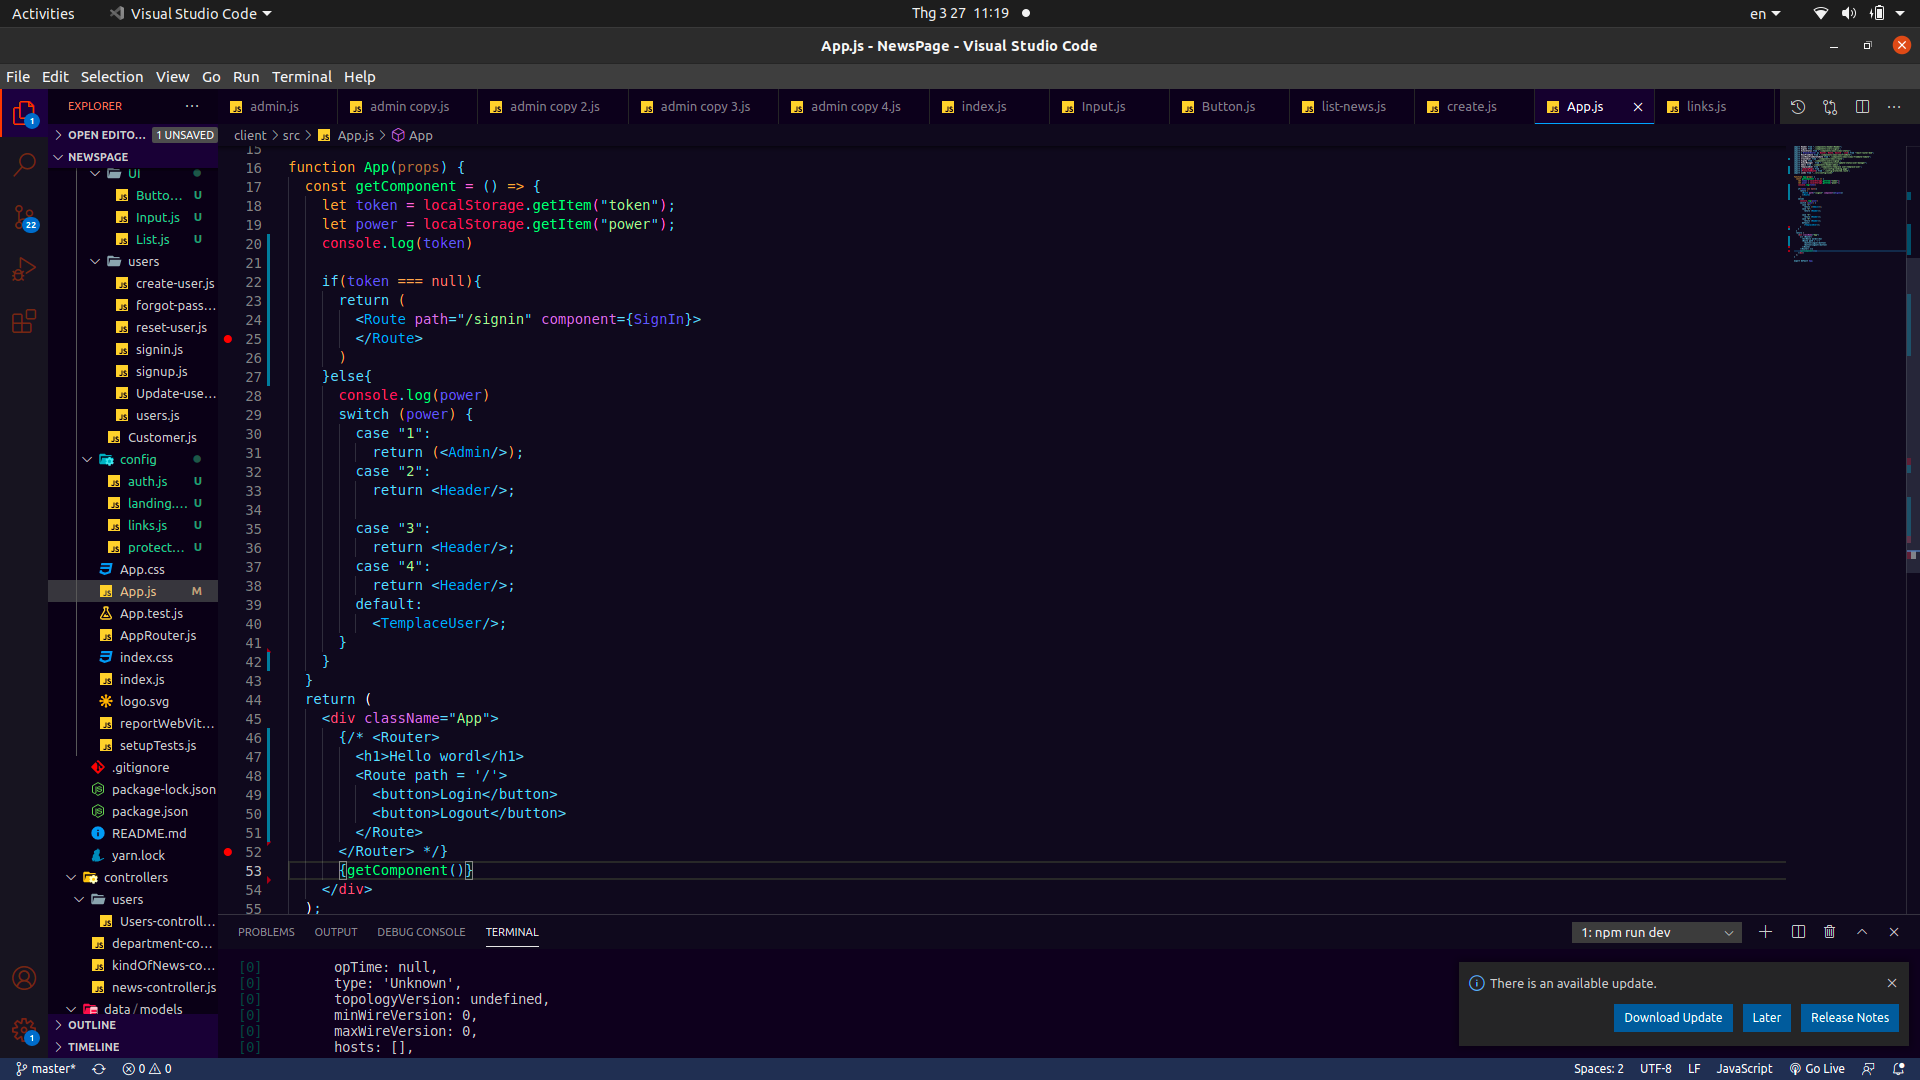 Activities
Visual Studio Code
Thg 3 27 11:19
en
App.js - NewsPage - Visual Studio Code
File Edit Selection View Go Run Terminal Help
EXPLORER
admin.js
admin copy.js
admin copy 2.js
admin copy 3.js
admin copy 4.js
index.js
Input.js
Button.js
list-news.js
create.js
App.js
links.js
OPEN EDITO... 1 UNSAVED
NEWSPAGE
UI
Butto... U
Input.js U
List.js U
users
create-user.js
forgot-pass...
reset-user.js
signin.js
signup.js
Update-use...
users.js
Customer.js
config
auth.js U
landing.... U
links.js U
protect... U
App.css
App.js M
App.test.js
AppRouter.js
index.css
index.js
logo.svg
reportWebVit...
setupTests.js
.gitignore
package-lock.json
package.json
README.md
yarn.lock
controllers
users
Users-controll...
department-co...
kindOfNews-co...
news-controller.js
data / models
OUTLINE
TIMELINE
1
22
1
client > src > App.js > App
15
16 function App(props) {
17 const getComponent = () => {
18 let token = localStorage.getItem("token");
19 let power = localStorage.getItem("power");
20 console.log(token)
21
22 if(token === null){
23 return (
24 <Route path="/signin" component={SignIn}>
25 </Route>
26 )
27 }else{
28 console.log(power)
29 switch (power) {
30 case "1":
31 return (<Admin/>);
32 case "2":
33 return <Header/>;
34
35 case "3":
36 return <Header/>;
37 case "4":
38 return <Header/>;
39 default:
40 <TemplaceUser/>;
41 }
42 }
43 }
44 return (
45 <div className="App">
46 {/* <Router>
47 <h1>Hello wordl</h1>
48 <Route path = '/'>
49 <button>Login</button>
50 <button>Logout</button>
51 </Route>
52 </Router> */}
53 {getComponent()}
54 </div>
55 );
PROBLEMS OUTPUT DEBUG CONSOLE TERMINAL
1: npm run dev
[0] opTime: null,
[0] type: 'Unknown',
[0] topologyVersion: undefined,
[0] minWireVersion: 0,
[0] maxWireVersion: 0,
[0] hosts: [],
There is an available update.
Download Update
Later
Release Notes
master* 0 0
Spaces: 2 UTF-8 LF JavaScript Go Live